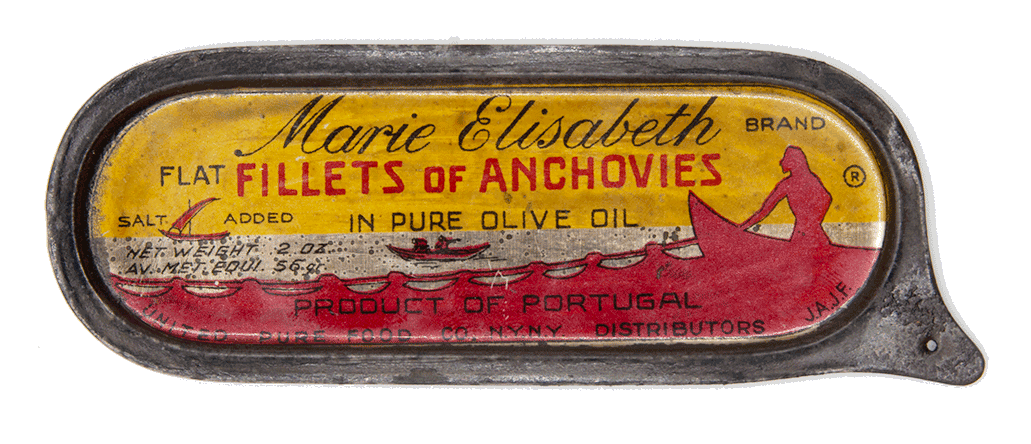 Marie Elisabeth BRAND
FLAT FILLETS OF ANCHOVIES ®
SALT ADDED IN PURE OLIVE OIL
NET WEIGHT 2 OZ
AV. MET. EQUI. 56 gr.
PRODUCT OF PORTUGAL
UNITED PURE FOOD CO. NYNY DISTRIBUTORS
J.A.J.F.